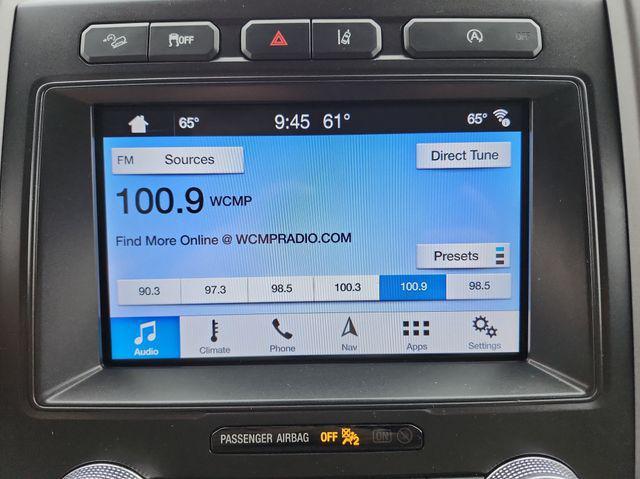 OFF
OFF
65° 9:45 61° 65°
FM Sources Direct Tune
100.9 WCMP
Find More Online @ WCMPRADIO.COM
Presets
90.3 97.3 98.5 100.3 100.9 98.5
Audio Climate Phone Nav Apps Settings
PASSENGER AIRBAG OFF 2 ON